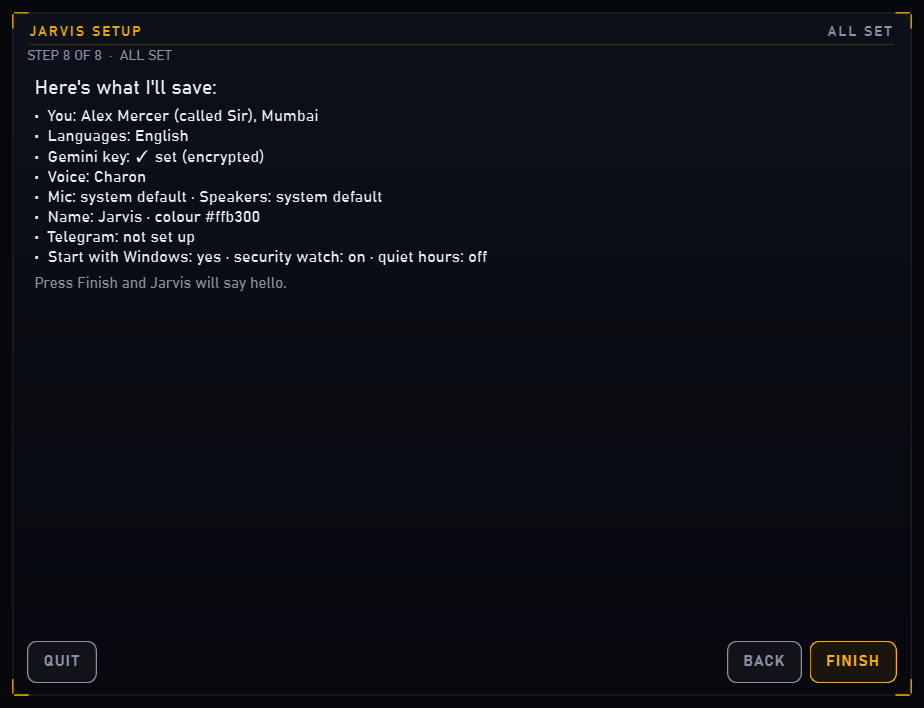 JARVIS SETUP
ALL SET
STEP 8 OF 8 · ALL SET
Here's what I'll save:
· You: Alex Mercer (called Sir), Mumbai
· Languages: English
· Gemini key: ✓ set (encrypted)
· Voice: Charon
· Mic: system default · Speakers: system default
· Name: Jarvis · colour #ffb300
· Telegram: not set up
· Start with Windows: yes · security watch: on · quiet hours: off
Press Finish and Jarvis will say hello.
QUIT
BACK
FINISH